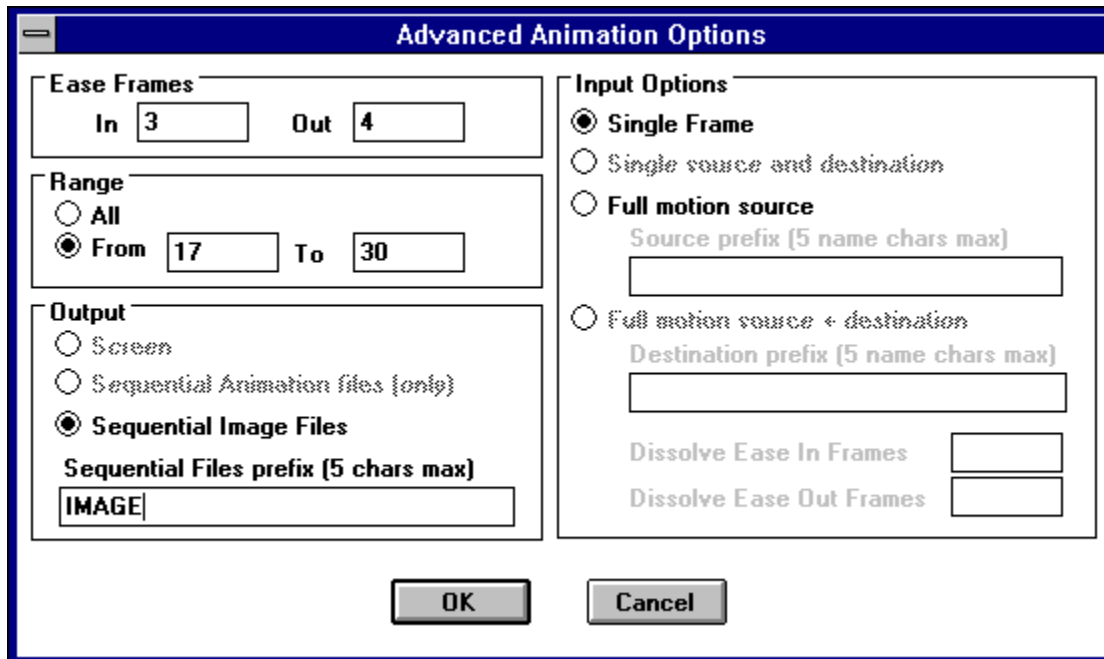 Advanced Animation Options
Ease Frames
In 3 Out 4
Range
All
From 17 To 30
Output
Screen
Sequential Animation files (only)
Sequential Image Files
Sequential Files prefix (5 chars max)
IMAGE
Input Options
Single Frame
Single source and destination
Full motion source
Source prefix (5 name chars max)
Full motion source + destination
Destination prefix (5 name chars max)
Dissolve Ease In Frames
Dissolve Ease Out Frames
OK Cancel